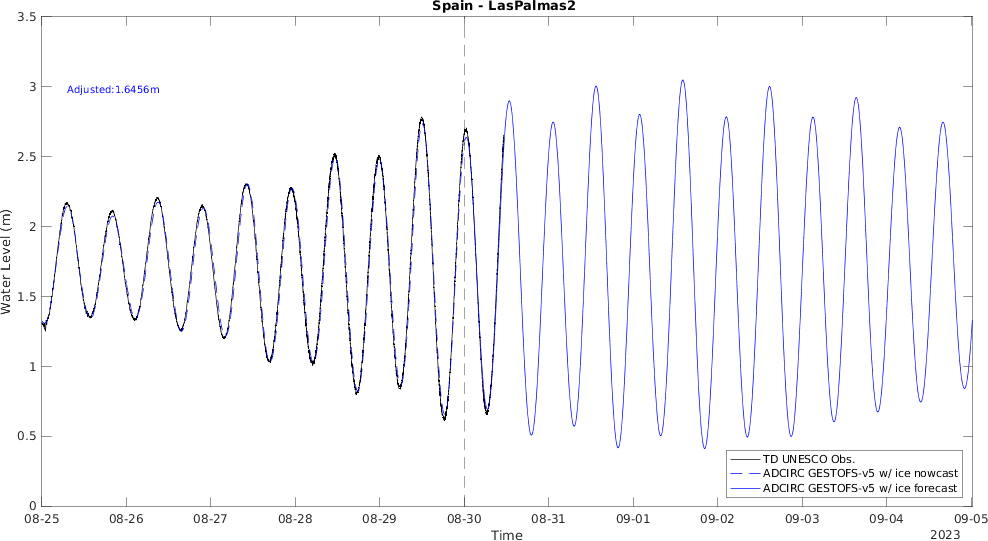 Spain - LasPalmas2
3.5
3
2.5
2
1.5
1
0.5
0
Water Level (m)
Adjusted:1.6456m
TD UNESCO Obs.
ADCIRC GESTOFS-v5 w/ ice nowcast
ADCIRC GESTOFS-v5 w/ ice forecast
08-25 08-26 08-27 08-28 08-29 08-30 08-31 09-01 09-02 09-03 09-04 09-05
Time
2023